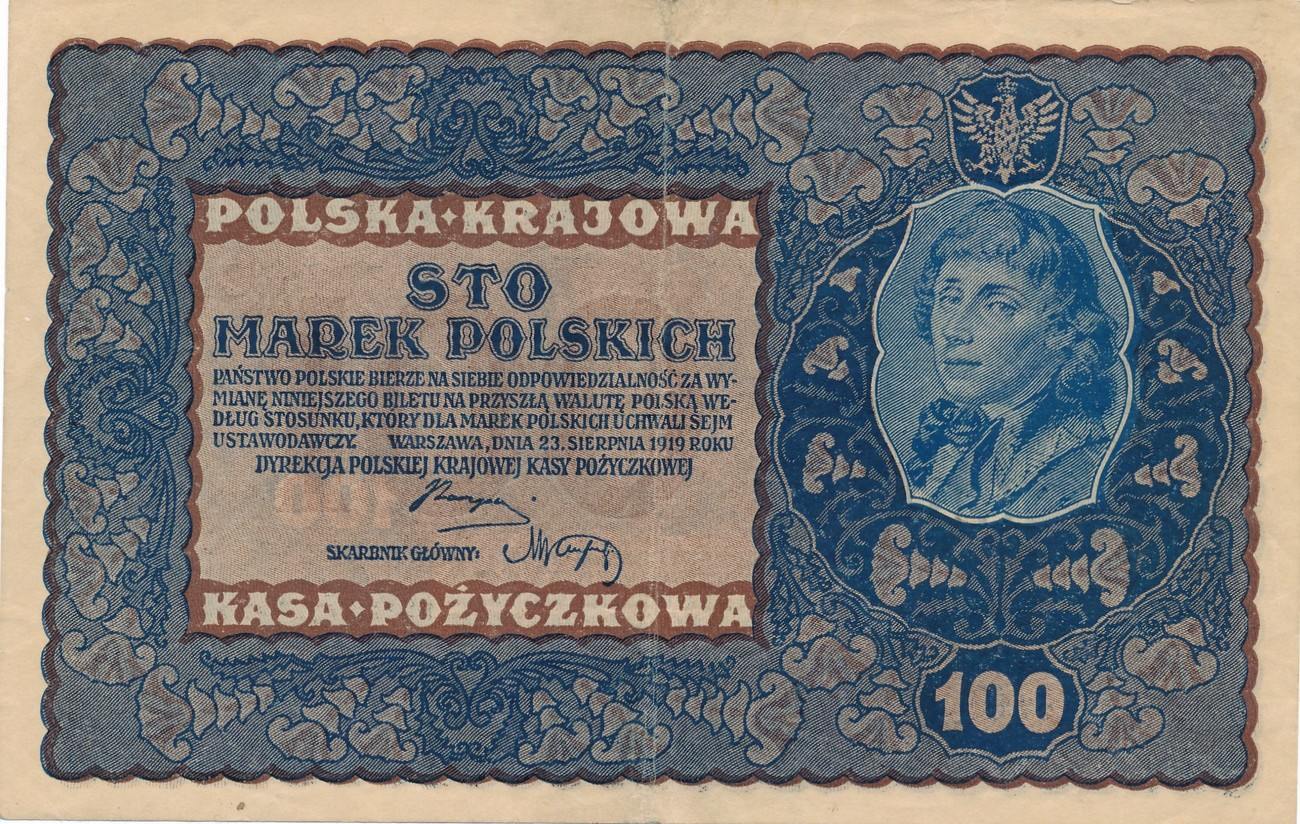 POLSKA·KRAJOWA
STO
MAREK POLSKICH
PAŃSTWO POLSKIE BIERZE NA SIEBIE ODPOWIEDZIALNOŚĆ ZA WY-
MIANĘ NINIEJSZEGO BILETU NA PRZYSZŁĄ WALUTĘ POLSKĄ WE-
DŁUG STOSUNKU, KTÓRY DLA MAREK POLSKICH UCHWALI SEJM
USTAWODAWCZY. WARSZAWA, DNIA 23. SIERPNIA 1919 ROKU
DYREKCJA POLSKIEJ KRAJOWEJ KASY POŻYCZKOWEJ
SKARBNIK GŁÓWNY:
KASA·POŻYCZKOWA
100